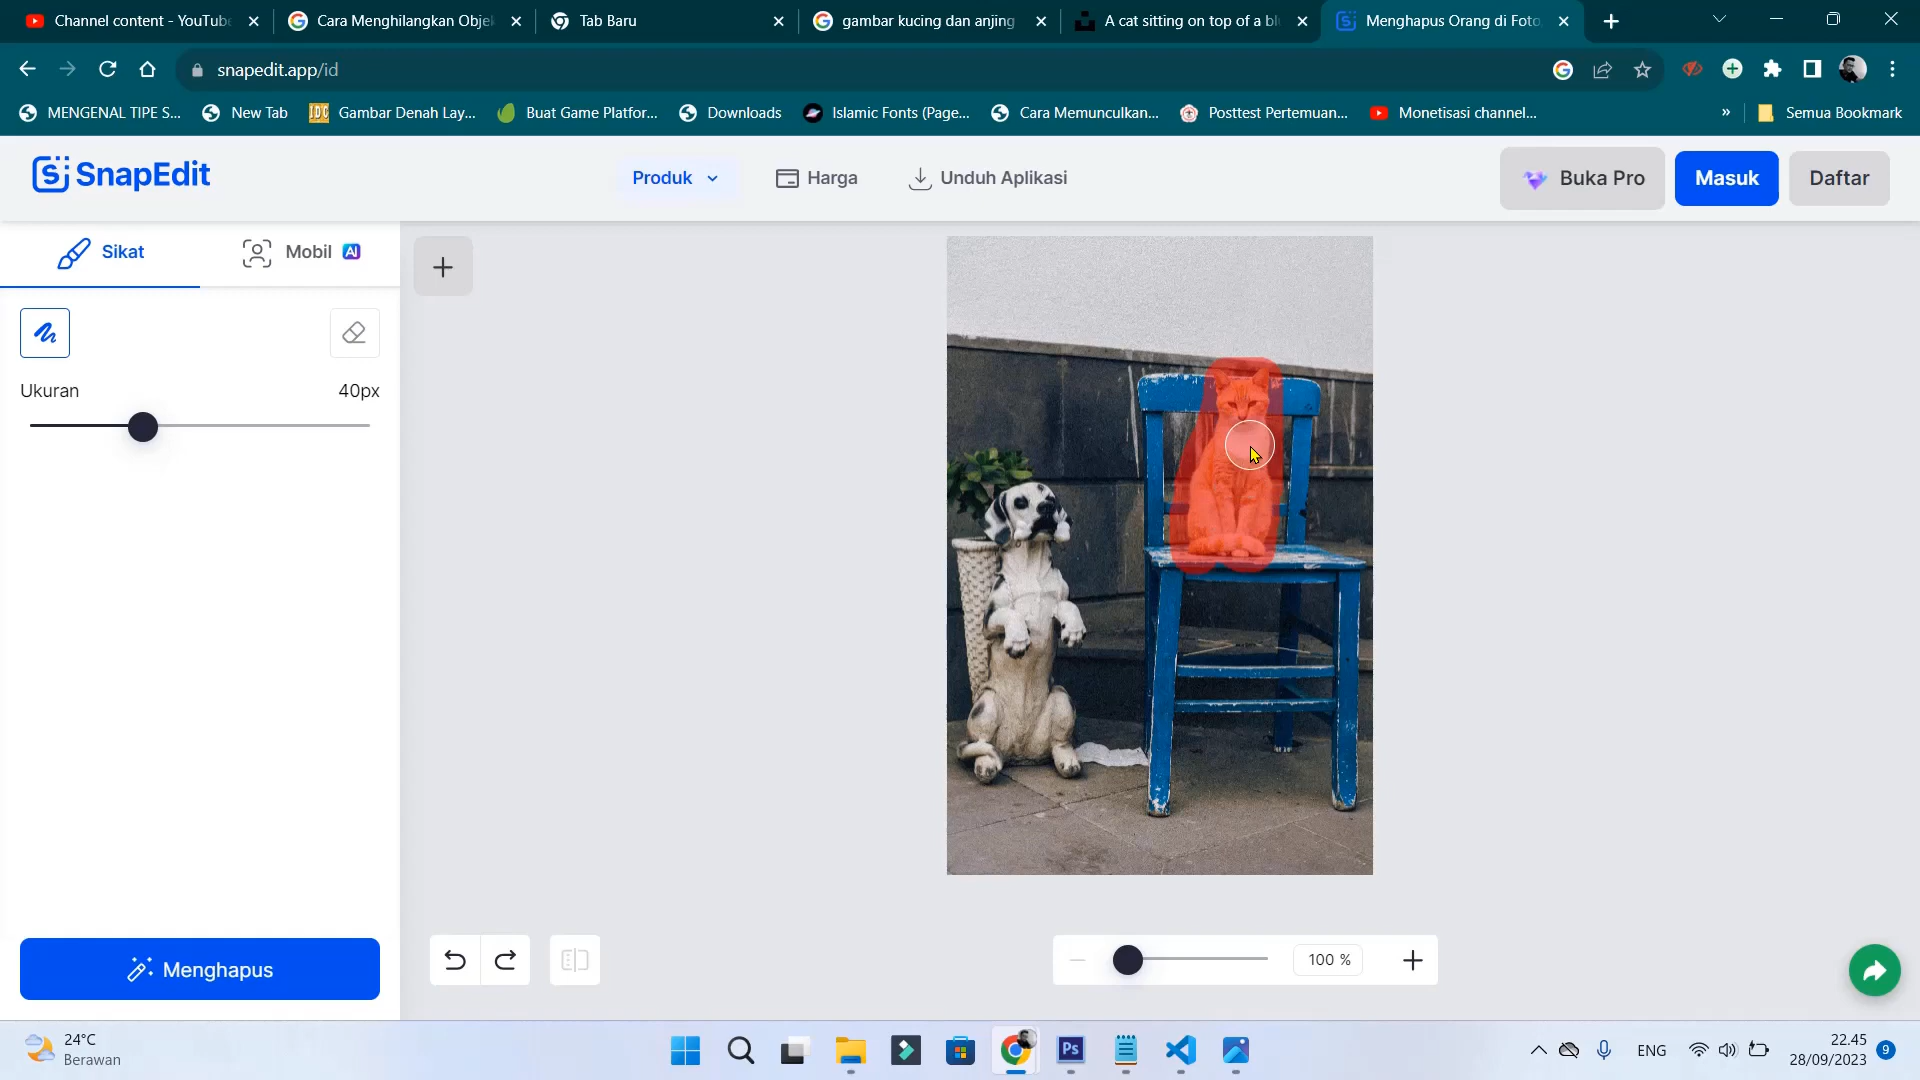 Channel content - YouTube
Cara Menghilangkan Objek
Tab Baru
gambar kucing dan anjing
A cat sitting on top of a bl
Menghapus Orang di Foto,
snapedit.app/id
MENGENAL TIPE S...
New Tab
Gambar Denah Lay...
Buat Game Platfor...
Downloads
Islamic Fonts (Page...
Cara Memunculkan...
Posttest Pertemuan...
Monetisasi channel...
»
Semua Bookmark
SnapEdit
Produk
Harga
Unduh Aplikasi
Buka Pro
Masuk
Daftar
Sikat
Mobil AI
Ukuran 40px
Menghapus
100 %
24°C
Berawan
Ps
ENG
22.45
28/09/2023
9